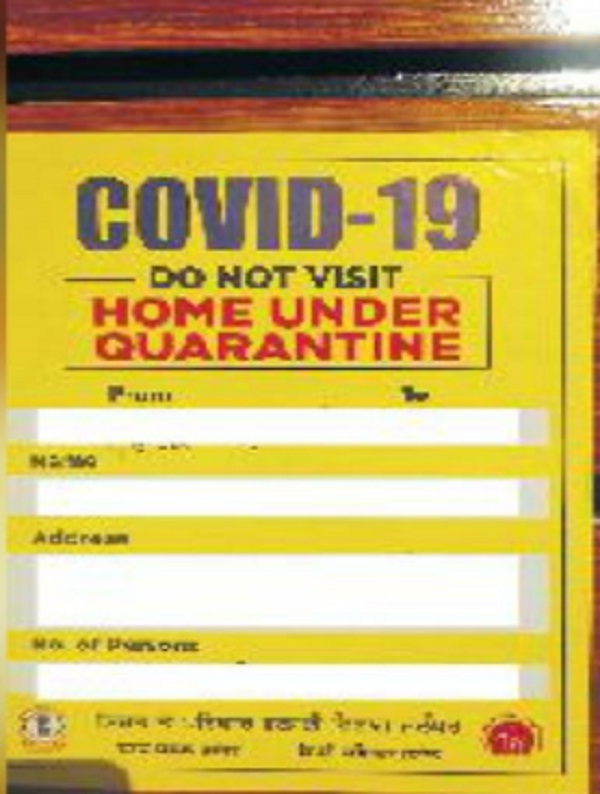 COVID-19
DO NOT VISIT
HOME UNDER
QUARANTINE
From To
Name
Address
No. of Persons